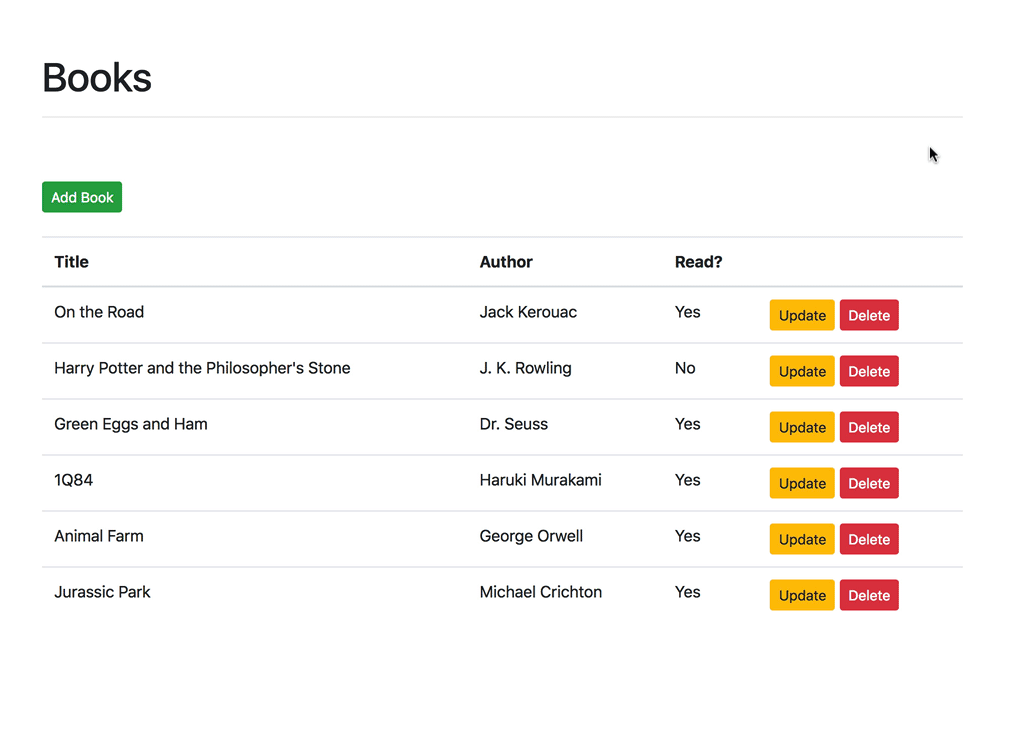 Books
Add Book
Title Author Read?
On the Road Jack Kerouac Yes Update Delete
Harry Potter and the Philosopher's Stone J. K. Rowling No Update Delete
Green Eggs and Ham Dr. Seuss Yes Update Delete
1Q84 Haruki Murakami Yes Update Delete
Animal Farm George Orwell Yes Update Delete
Jurassic Park Michael Crichton Yes Update Delete